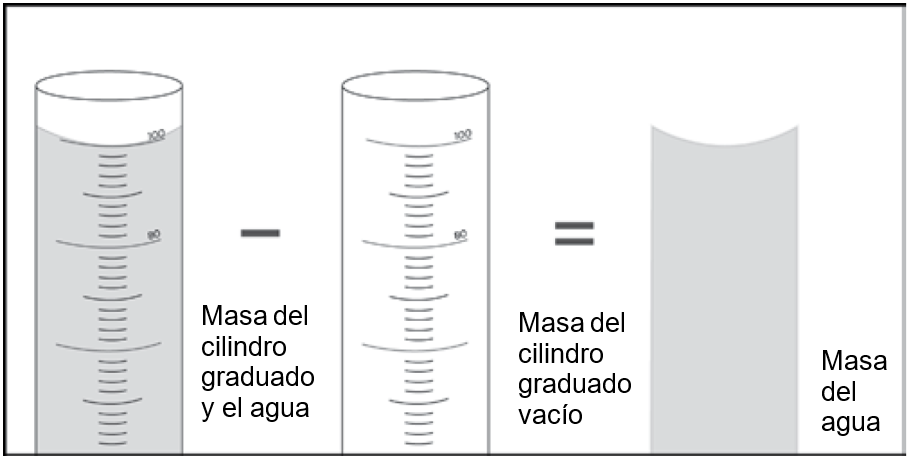 100
90
Masa del
cilindro
graduado
y el agua
100
90
Masa del
cilindro
graduado
vacío
Masa
del
agua